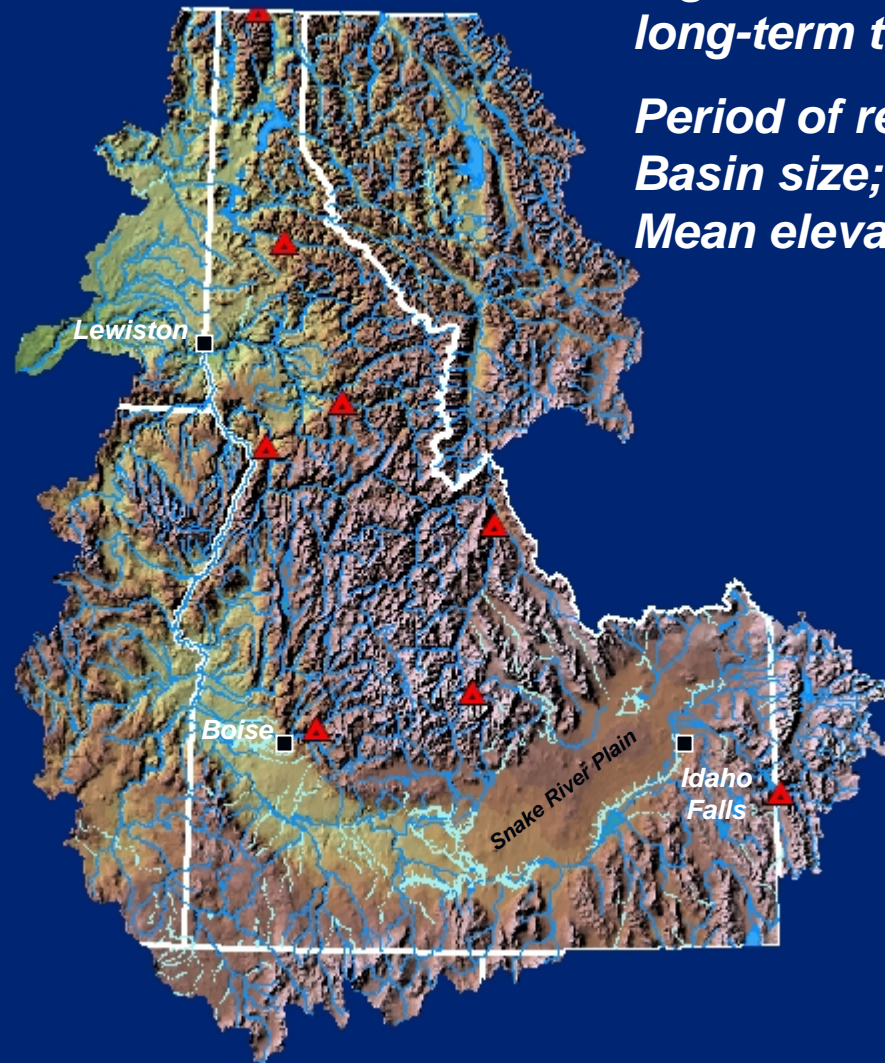 long-term t
Period of re
Basin size;
Mean eleva
Lewiston
Boise
Snake River Plain
Idaho
Falls